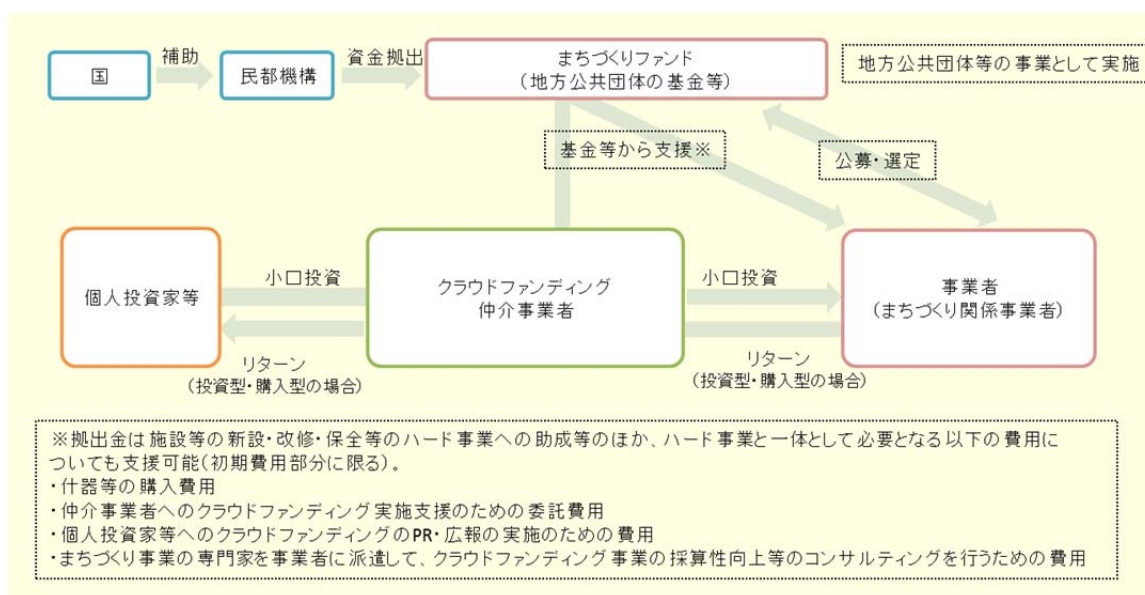 国
補助
民都機構
資金拠出
まちづくりファンド
(地方公共団体の基金等)
地方公共団体等の事業として実施
基金等から支援※
公募・選定
個人投資家等
小口投資
クラウドファンディング
仲介事業者
小口投資
事業者
(まちづくり関係事業者)
リターン
(投資型・購入型の場合)
リターン
(投資型・購入型の場合)
※拠出金は施設等の新設・改修・保全等のハード事業への助成等のほか、ハード事業と一体として必要となる以下の費用に
ついても支援可能(初期費用部分に限る)。
・什器等の購入費用
・仲介事業者へのクラウドファンディング実施支援のための委託費用
・個人投資家等へのクラウドファンディングのPR・広報の実施のための費用
・まちづくり事業の専門家を事業者に派遣して、クラウドファンディング事業の採算性向上等のコンサルティングを行うための費用